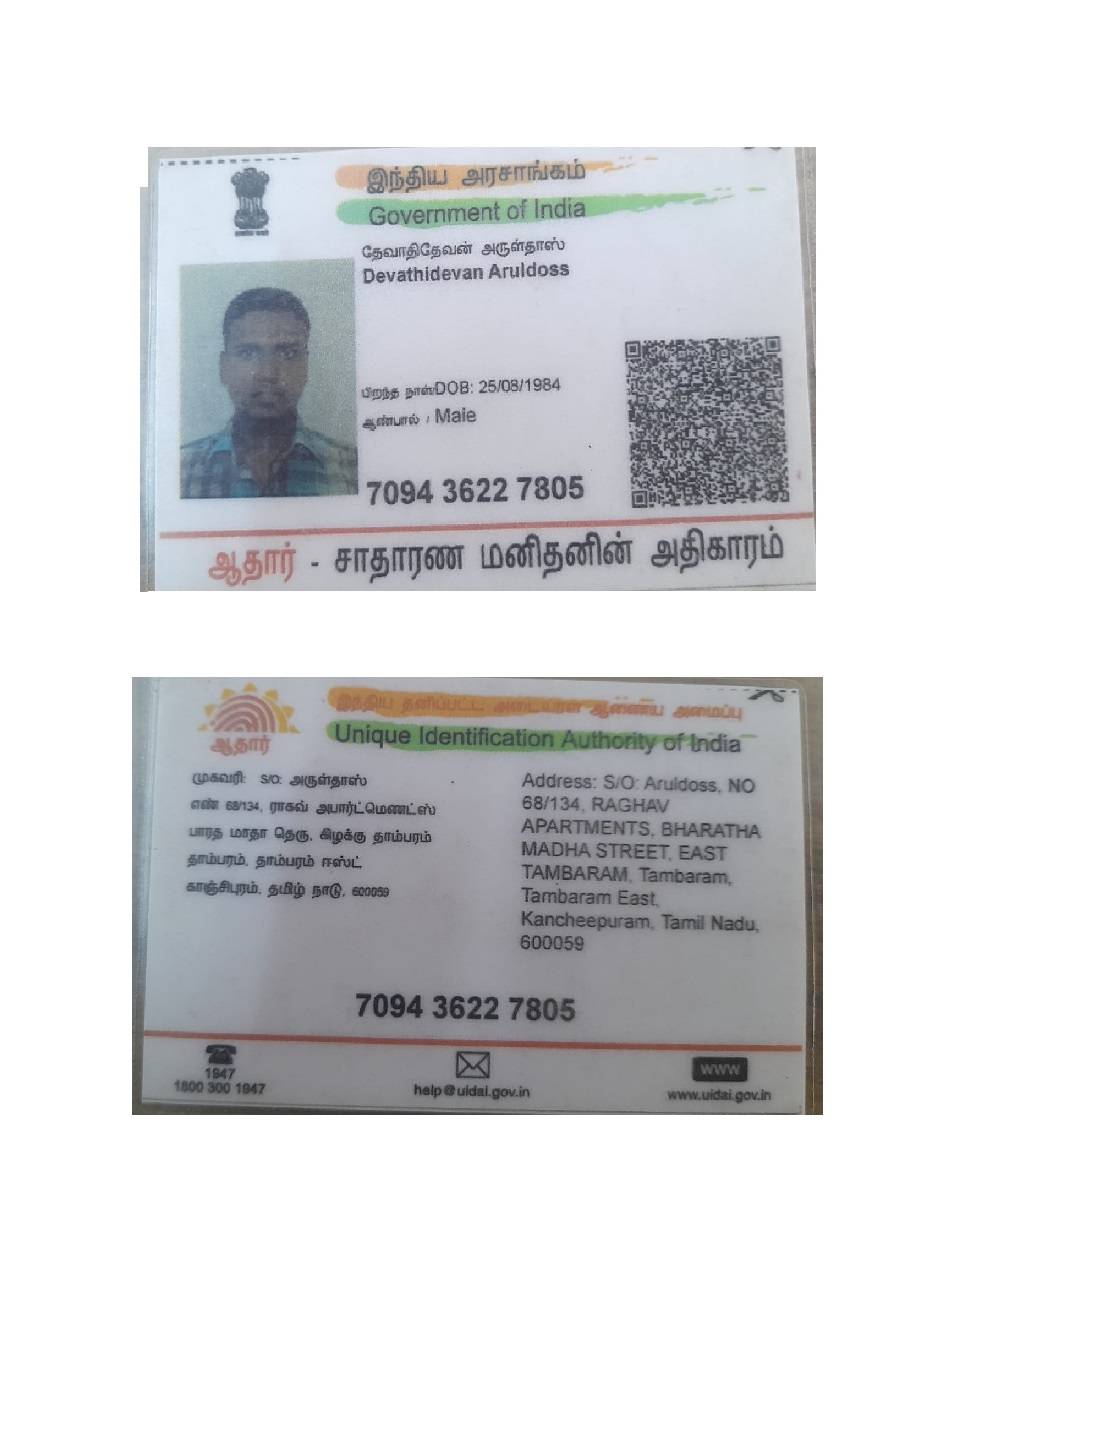 இந்திய அரசாங்கம்
Government of India
தேவாதிதேவன் அருள்தாஸ்
Devathidevan Aruldoss
பிறந்த நாள்/DOB: 25/08/1984
ஆண்பால் / Male
7094 3622 7805
ஆதார் - சாதாரண மனிதனின் அதிகாரம்
இந்திய தனிப்பட்ட அடையாள ஆணைய அமைப்பு
Unique Identification Authority of India
ஆதார்
முகவரி: S/O: அருள்தாஸ்
எண் 68/134, ராகவ் அபார்ட்மெணட்ஸ்
பாரத மாதா தெரு, கிழக்கு தாம்பரம்
தாம்பரம், தாம்பரம் ஈஸ்ட்
காஞ்சிபுரம், தமிழ் நாடு, 600059
Address: S/O: Aruldoss, NO
68/134, RAGHAV
APARTMENTS, BHARATHA
MADHA STREET, EAST
TAMBARAM, Tambaram,
Tambaram East,
Kancheepuram, Tamil Nadu,
600059
7094 3622 7805
1947
1800 300 1947
help@uidai.gov.in
www
www.uidai.gov.in